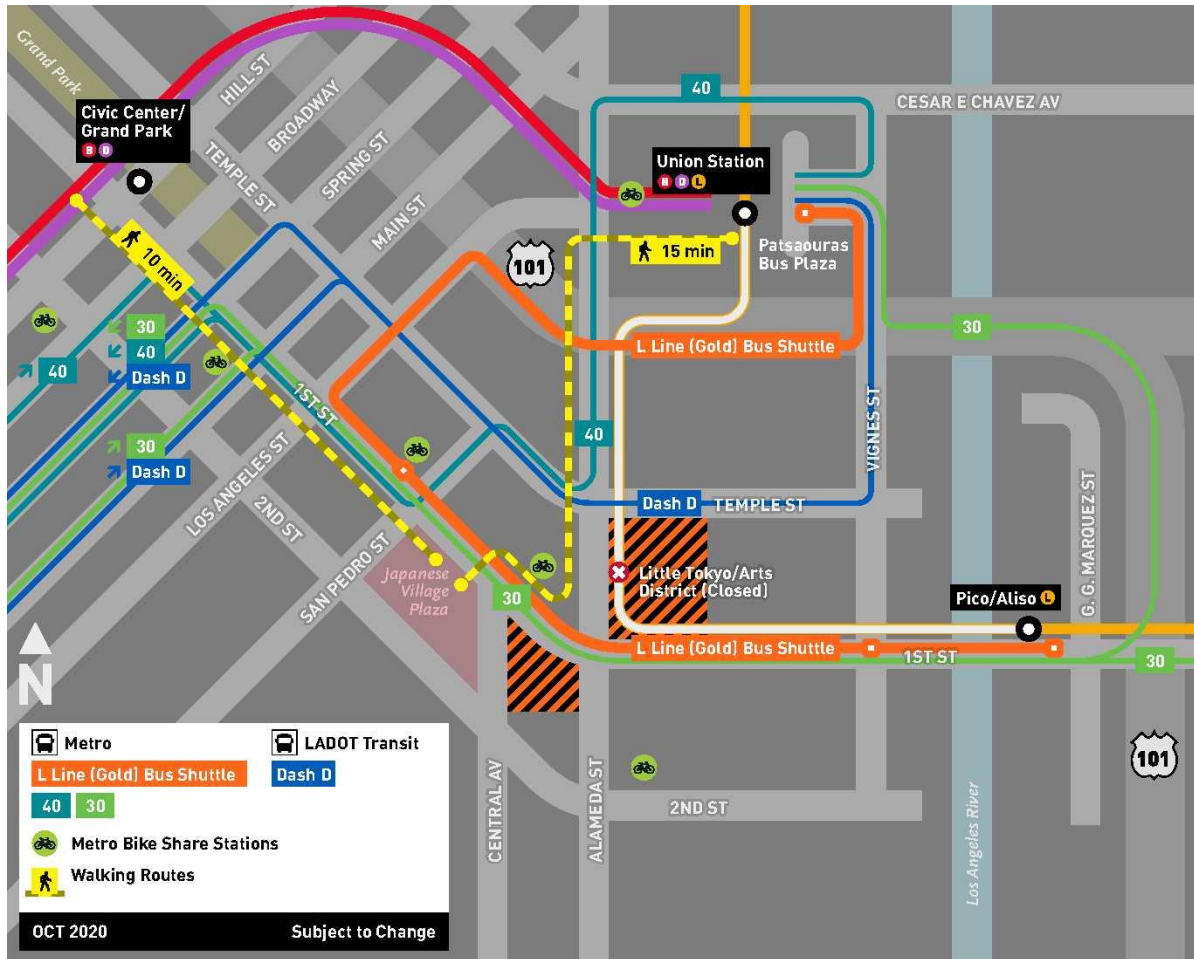 Grand Park
HILL ST
BROADWAY
40
CESAR E CHAVEZ AV
Civic Center/
Grand Park
B D
TEMPLE ST
SPRING ST
MAIN ST
Union Station
B D L
101
15 min
Patsaouras
Bus Plaza
10 min
30
40
Dash D
40
30
L Line (Gold) Bus Shuttle
30
Dash D
1ST ST
40
VIGNES ST
LOS ANGELES ST
2ND ST
SAN PEDRO ST
Dash D
TEMPLE ST
G. G. MARQUEZ ST
Japanese
Village
Plaza
30
Little Tokyo/Arts
District (Closed)
Pico/Aliso L
L Line (Gold) Bus Shuttle
1ST ST
30
N
101
CENTRAL AV
ALAMEDA ST
2ND ST
Los Angeles River
Metro
LADOT Transit
L Line (Gold) Bus Shuttle
Dash D
40 30
Metro Bike Share Stations
Walking Routes
OCT 2020
Subject to Change